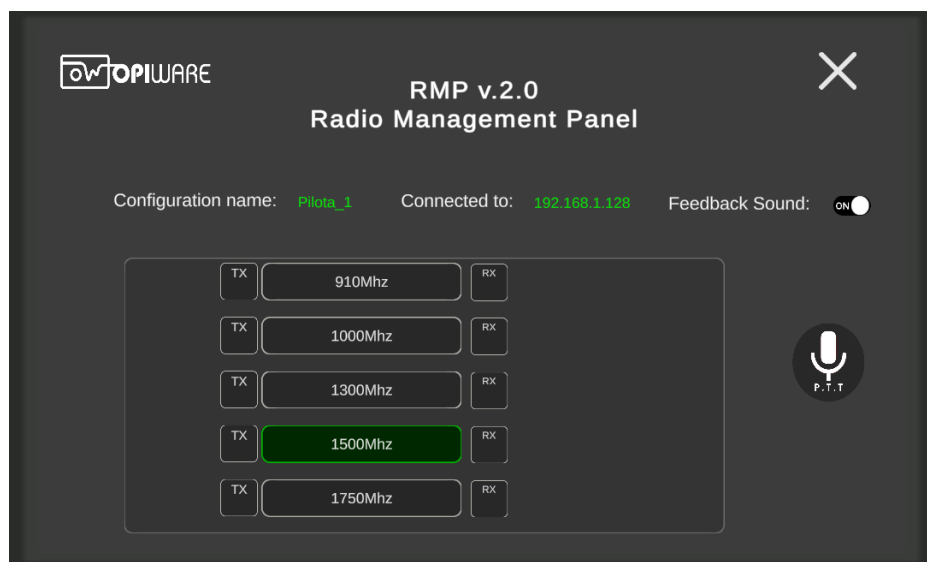 OW OPIWARE
RMP v.2.0
Radio Management Panel
Configuration name: Pilota_1 Connected to: 192.168.1.128 Feedback Sound: ON
TX 910Mhz RX
TX 1000Mhz RX
TX 1300Mhz RX
P.T.T
TX 1500Mhz RX
TX 1750Mhz RX